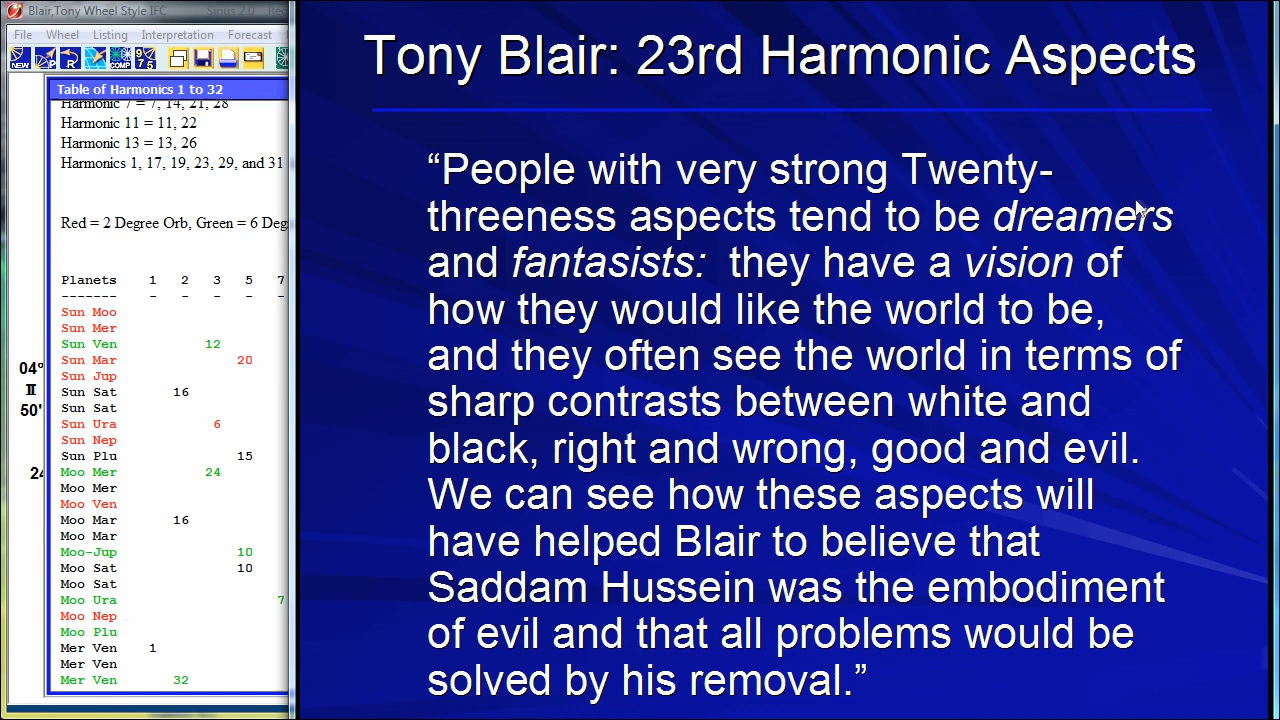 Blair,Tony Wheel Style IFC Sirius 2.0
File Wheel Listing Interpretation Forecast
NEW P R COMP
Table of Harmonics 1 to 32
Harmonic 7 = 7, 14, 21, 28
Harmonic 11 = 11, 22
Harmonic 13 = 13, 26
Harmonics 1, 17, 19, 23, 29, and 31
Red = 2 Degree Orb, Green = 6 Deg
Planets 1 2 3 5 7
------- - - - - -
Sun Moo
Sun Mer
Sun Ven 12
Sun Mar 20
Sun Jup
Sun Sat 16
Sun Sat
Sun Ura 6
Sun Nep
Sun Plu 15
Moo Mer 24
Moo Mer
Moo Ven
Moo Mar 16
Moo Mar
Moo-Jup 10
Moo Sat 10
Moo Sat
Moo Ura 7
Moo Nep
Moo Plu
Mer Ven 1
Mer Ven
Mer Ven 32
04°
♊
50'
24
Tony Blair: 23rd Harmonic Aspects
“People with very strong Twenty-
threeness aspects tend to be dreamers
and fantasists: they have a vision of
how they would like the world to be,
and they often see the world in terms of
sharp contrasts between white and
black, right and wrong, good and evil.
We can see how these aspects will
have helped Blair to believe that
Saddam Hussein was the embodiment
of evil and that all problems would be
solved by his removal.”